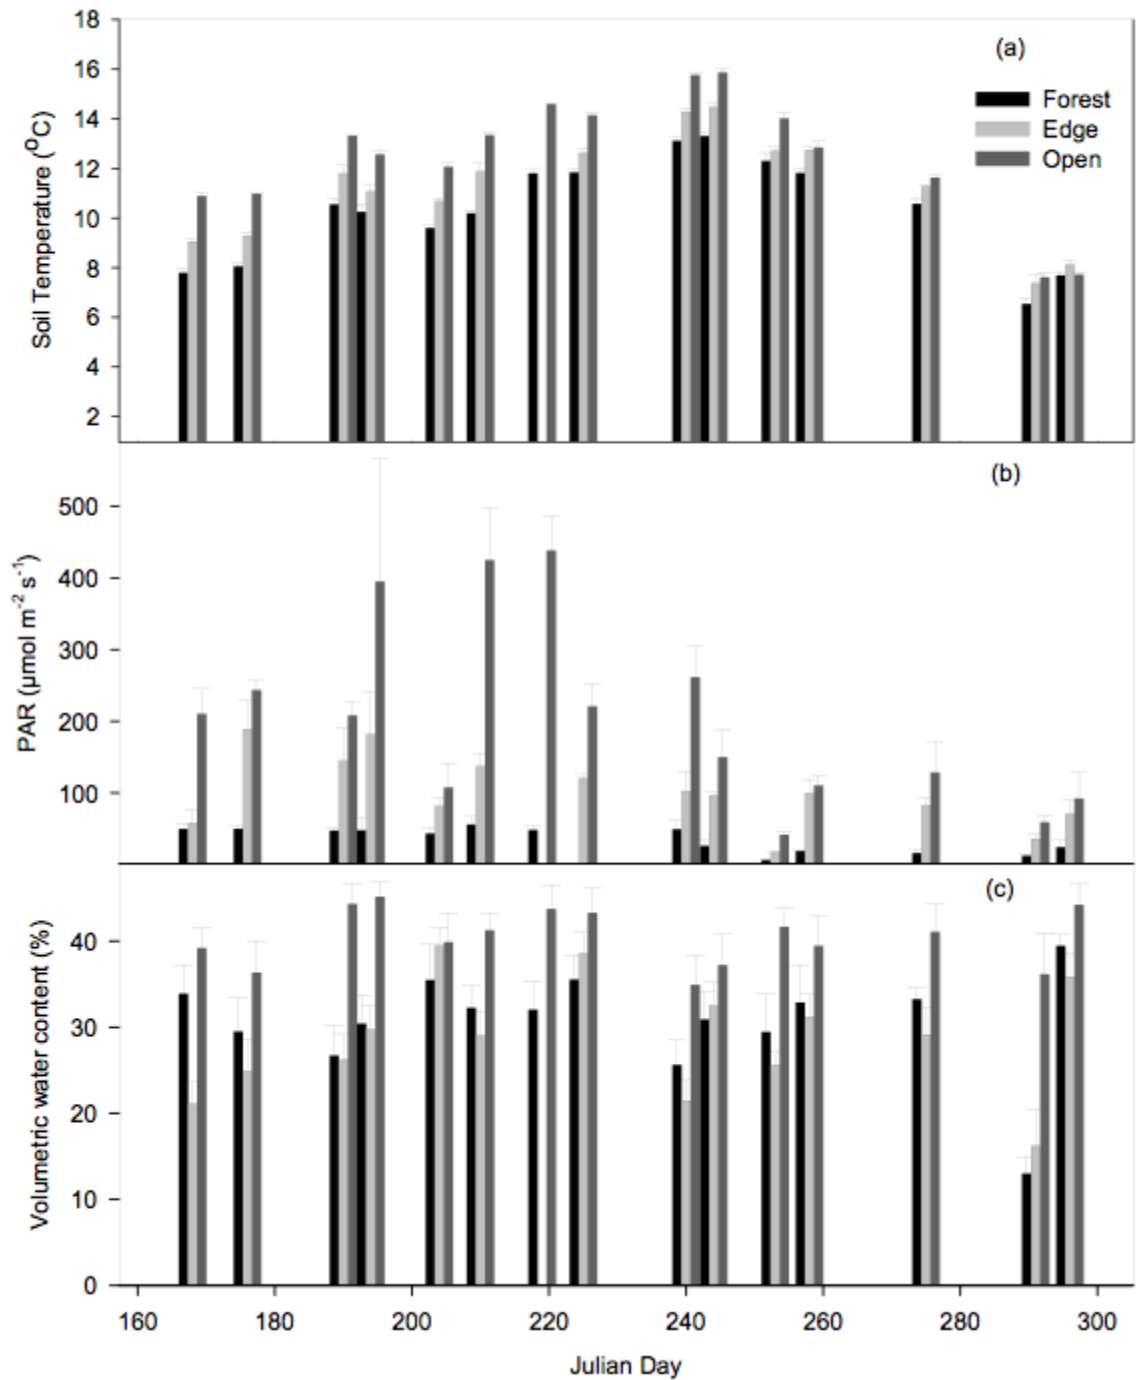 18
16
14
12
10
8
6
4
2
Soil Temperature (°C)
(a)
Forest
Edge
Open
500
400
300
200
100
PAR (µmol m⁻² s⁻¹)
(b)
40
30
20
10
0
Volumetric water content (%)
(c)
160 180 200 220 240 260 280 300
Julian Day